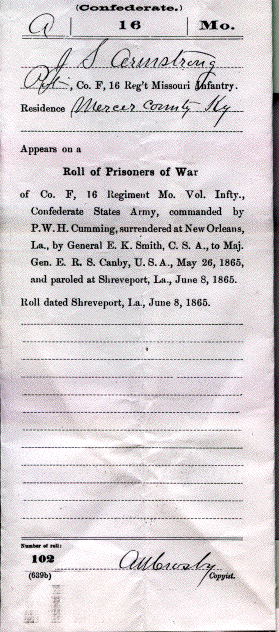 (Confederate.)
A | 16 | Mo.
J S Armstrong
Pvt, Co. F, 16 Reg't Missouri Infantry.
Residence Mercer County Ky
Appears on a
Roll of Prisoners of War
of Co. F, 16 Regiment Mo. Vol. Infty.,
Confederate States Army, commanded by
P.W.H. Cumming, surrendered at New Orleans,
La., by General E. K. Smith, C. S. A., to Maj.
Gen. E. R. S. Canby, U. S. A., May 26, 1865,
and paroled at Shreveport, La., June 8, 1865.
Roll dated Shreveport, La., June 8, 1865.
Number of roll:
102
(639b)
Crosby
Copyist.